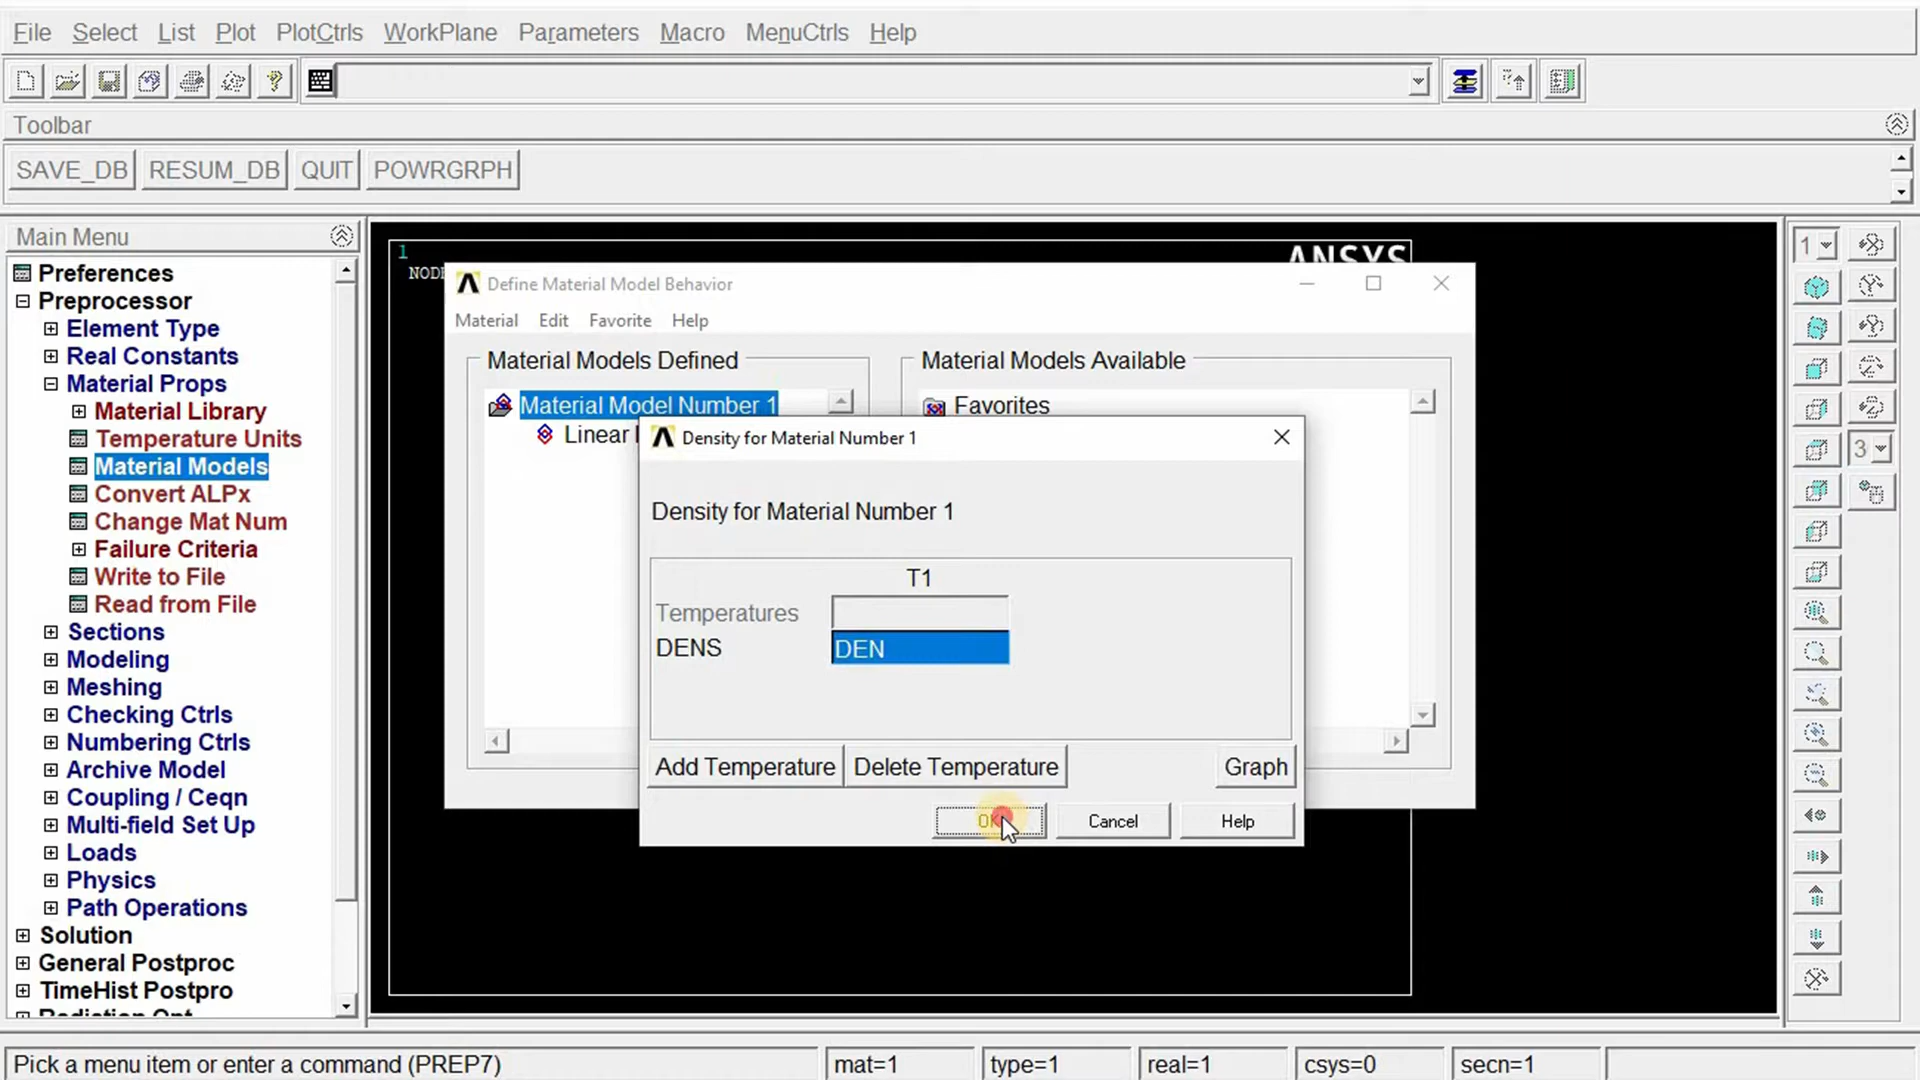 File Select List Plot PlotCtrls WorkPlane Parameters Macro MenuCtrls Help
Toolbar
SAVE_DB RESUM_DB QUIT POWRGRPH
Main Menu
Preferences
Preprocessor
Element Type
Real Constants
Material Props
Material Library
Temperature Units
Material Models
Convert ALPx
Change Mat Num
Failure Criteria
Write to File
Read from File
Sections
Modeling
Meshing
Checking Ctrls
Numbering Ctrls
Archive Model
Coupling / Ceqn
Multi-field Set Up
Loads
Physics
Path Operations
Solution
General Postproc
TimeHist Postpro
1
ANSYS
Define Material Model Behavior
Material Edit Favorite Help
Material Models Defined
Material Model Number 1
Linear
Material Models Available
Favorites
Density for Material Number 1
Density for Material Number 1
T1
Temperatures
DENS DEN
Add Temperature Delete Temperature Graph
OK Cancel Help
1
3
Pick a menu item or enter a command (PREP7) mat=1 type=1 real=1 csys=0 secn=1